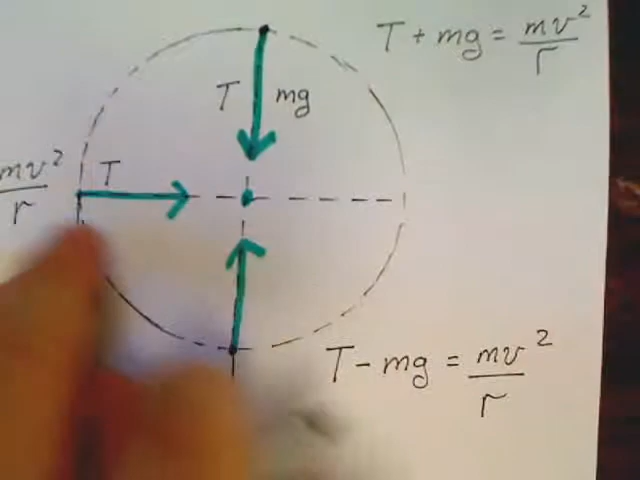 T + mg = mv²/r
T mg
T
mv²/r
T - mg = mv²/r